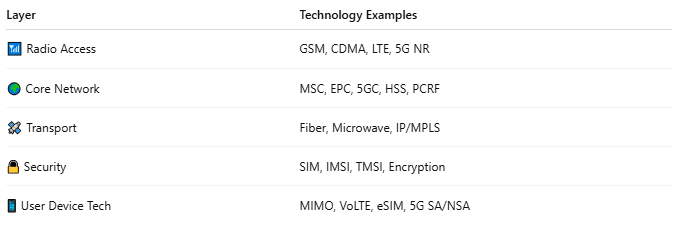 Layer Technology Examples
Radio Access GSM, CDMA, LTE, 5G NR
Core Network MSC, EPC, 5GC, HSS, PCRF
Transport Fiber, Microwave, IP/MPLS
Security SIM, IMSI, TMSI, Encryption
User Device Tech MIMO, VoLTE, eSIM, 5G SA/NSA